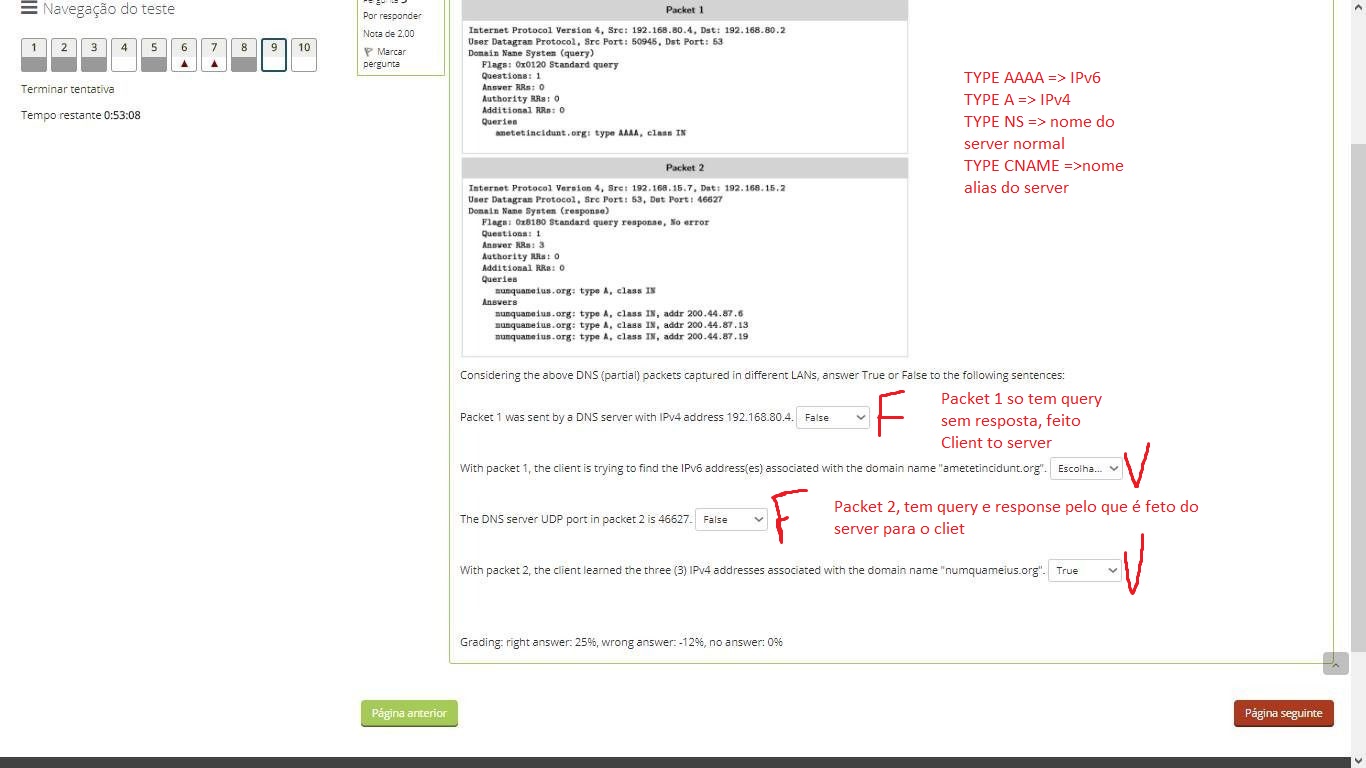 Navegação do teste
1 2 3 4 5 6 7 8 9 10
Terminar tentativa
Tempo restante 0:53:08
Por responder
Nota de 2,00
Marcar
pergunta
Packet 1
Internet Protocol Version 4, Src: 192.168.80.4, Dst: 192.168.80.2
User Datagram Protocol, Src Port: 50945, Dst Port: 53
Domain Name System (query)
Flags: 0x0120 Standard query
Questions: 1
Answer RRs: 0
Authority RRs: 0
Additional RRs: 0
Queries
ametetincidunt.org: type AAAA, class IN
Packet 2
Internet Protocol Version 4, Src: 192.168.15.7, Dst: 192.168.15.2
User Datagram Protocol, Src Port: 53, Dst Port: 46627
Domain Name System (response)
Flags: 0x8180 Standard query response, No error
Questions: 1
Answer RRs: 3
Authority RRs: 0
Additional RRs: 0
Queries
numquameius.org: type A, class IN
Answers
numquameius.org: type A, class IN, addr 200.44.87.6
numquameius.org: type A, class IN, addr 200.44.87.13
numquameius.org: type A, class IN, addr 200.44.87.19
TYPE AAAA => IPv6
TYPE A => IPv4
TYPE NS => nome do
server normal
TYPE CNAME =>nome
alias do server
Considering the above DNS (partial) packets captured in different LANs, answer True or False to the following sentences:
Packet 1 was sent by a DNS server with IPv4 address 192.168.80.4. False F
Packet 1 so tem query
sem resposta, feito
Client to server
With packet 1, the client is trying to find the IPv6 address(es) associated with the domain name "ametetincidunt.org". Escolha... V
The DNS server UDP port in packet 2 is 46627. False F
Packet 2, tem query e response pelo que é feto do
server para o cliet
With packet 2, the client learned the three (3) IPv4 addresses associated with the domain name "numquameius.org". True V
Grading: right answer: 25%, wrong answer: -12%, no answer: 0%
Página anterior
Página seguinte